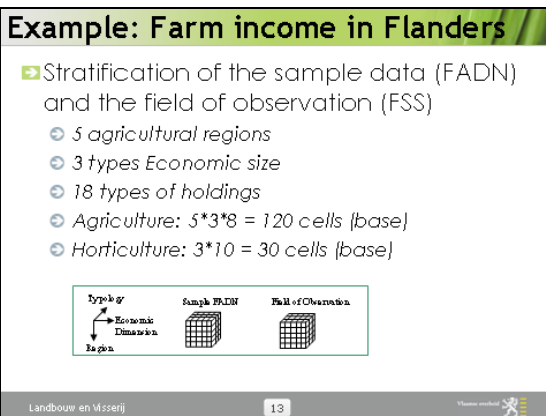 Example: Farm income in Flanders
Stratification of the sample data (FADN)
and the field of observation (FSS)
5 agricultural regions
3 types Economic size
18 types of holdings
Agriculture: 5*3*8 = 120 cells (base)
Horticulture: 3*10 = 30 cells (base)
Typology
Economic
Dimension
Region
Sample FADN
Field of Observation
Landbouw en Visserij
13
Vlaamse overheid